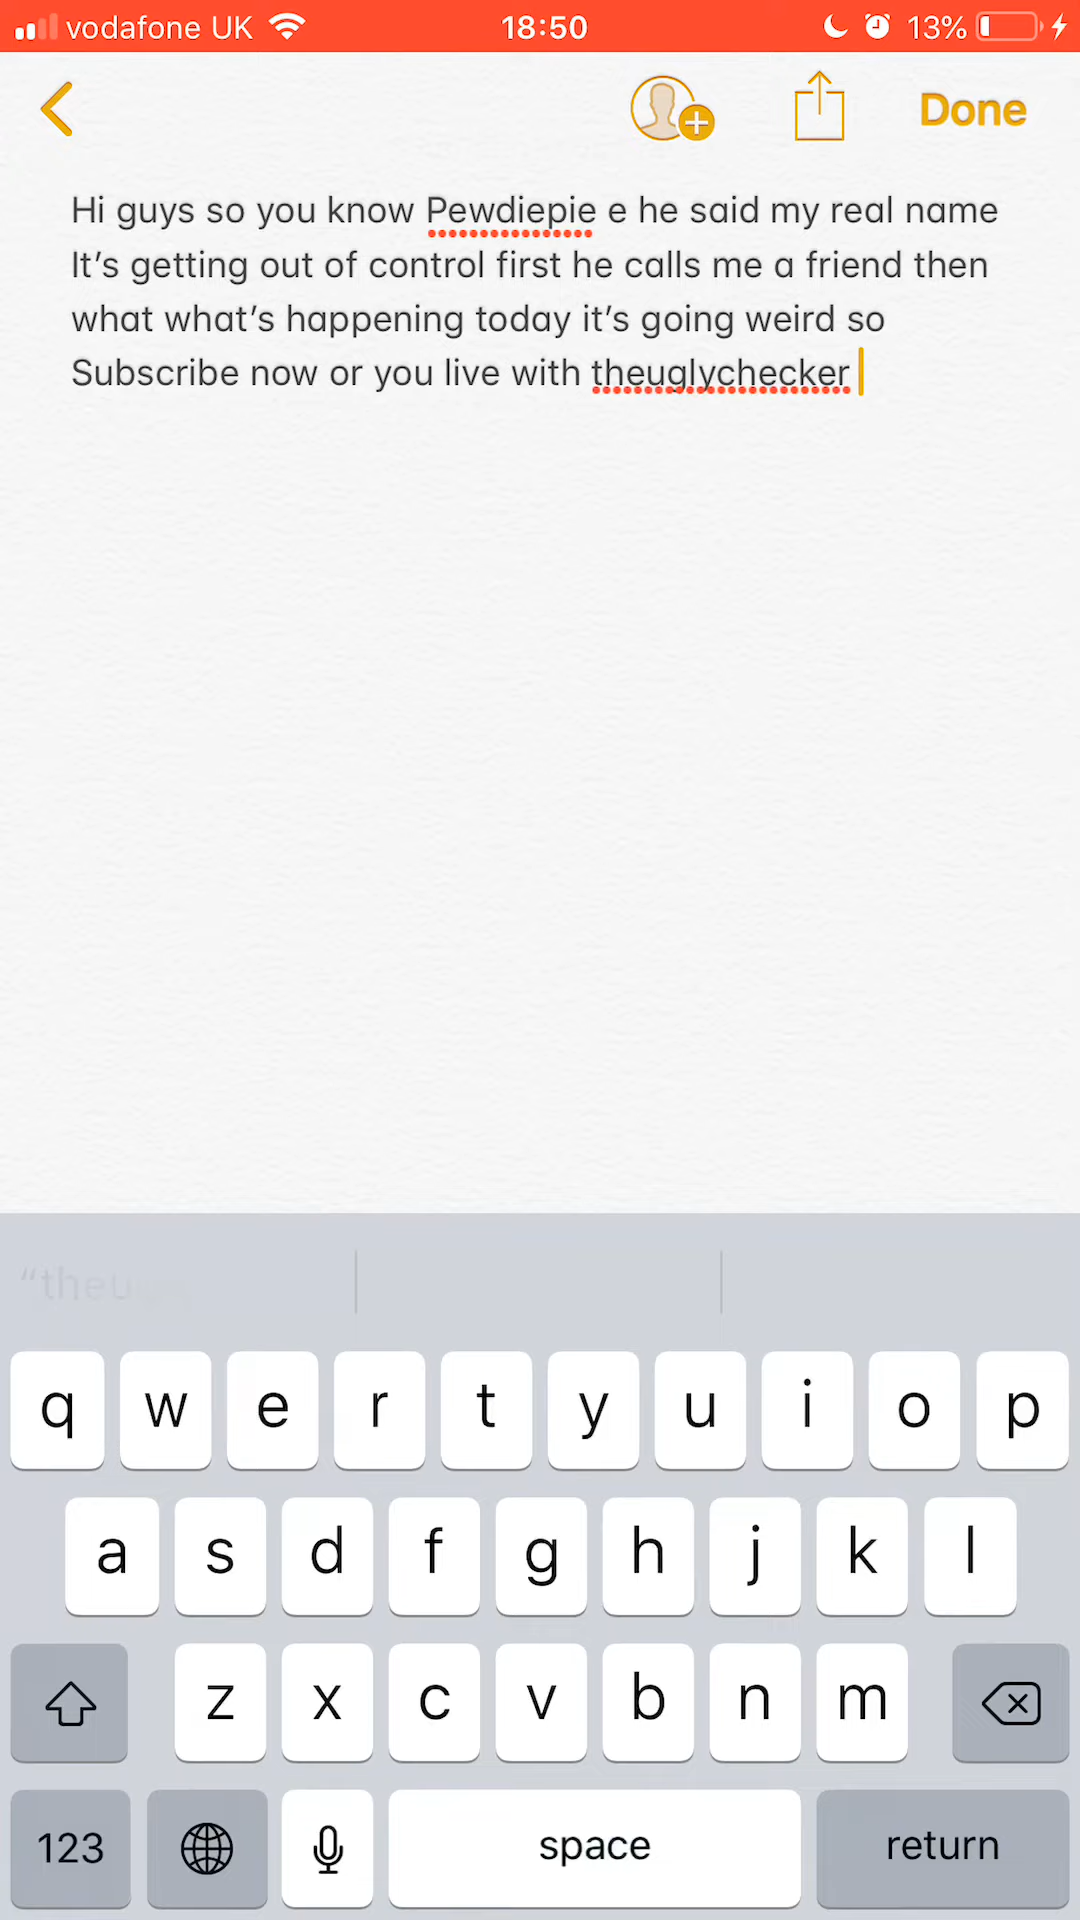 vodafone UK 18:50 13%
Done
Hi guys so you know Pewdiepie e he said my real name
It’s getting out of control first he calls me a friend then
what what’s happening today it’s going weird so
Subscribe now or you live with theuglychecker
“theu
q w e r t y u i o p
a s d f g h j k l
z x c v b n m
123 space return